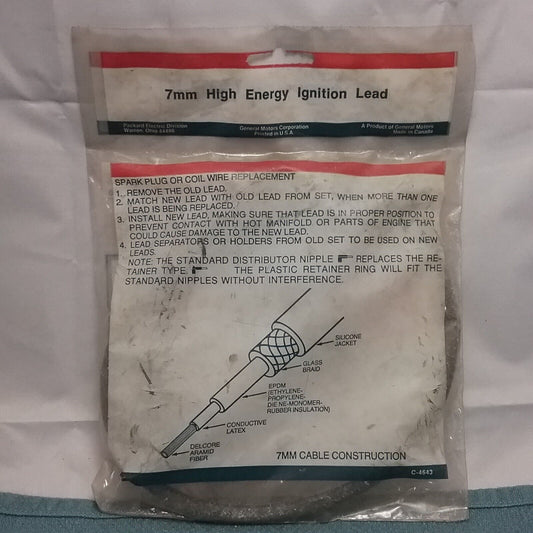 7mm High Energy Ignition Lead
Packard Electric Division
Warren, Ohio 44486
General Motors Corporation
Printed in U.S.A.
A Product of General Motors
Made in Canada
SPARK PLUG OR COIL WIRE REPLACEMENT
1. REMOVE THE OLD LEAD.
2. MATCH NEW LEAD WITH OLD LEAD FROM SET, WHEN MORE THAN ONE
LEAD IS BEING REPLACED.
3. INSTALL NEW LEAD, MAKING SURE THAT LEAD IS IN PROPER POSITION TO
PREVENT CONTACT WITH HOT MANIFOLD OR PARTS OF ENGINE THAT
COULD CAUSE DAMAGE TO THE NEW LEAD.
4. LEAD SEPARATORS OR HOLDERS FROM OLD SET TO BE USED ON NEW
LEADS.
NOTE: THE STANDARD DISTRIBUTOR NIPPLE REPLACES THE RE-
TAINER TYPE. THE PLASTIC RETAINER RING WILL FIT THE
STANDARD NIPPLES WITHOUT INTERFERENCE.
SILICONE
JACKET
GLASS
BRAID
EPDM
(ETHYLENE-
PROPYLENE-
DIE NE-MONOMER-
RUBBER INSULATION)
CONDUCTIVE
LATEX
DELCORE
ARAMID
FIBER
7MM CABLE CONSTRUCTION
C-4643